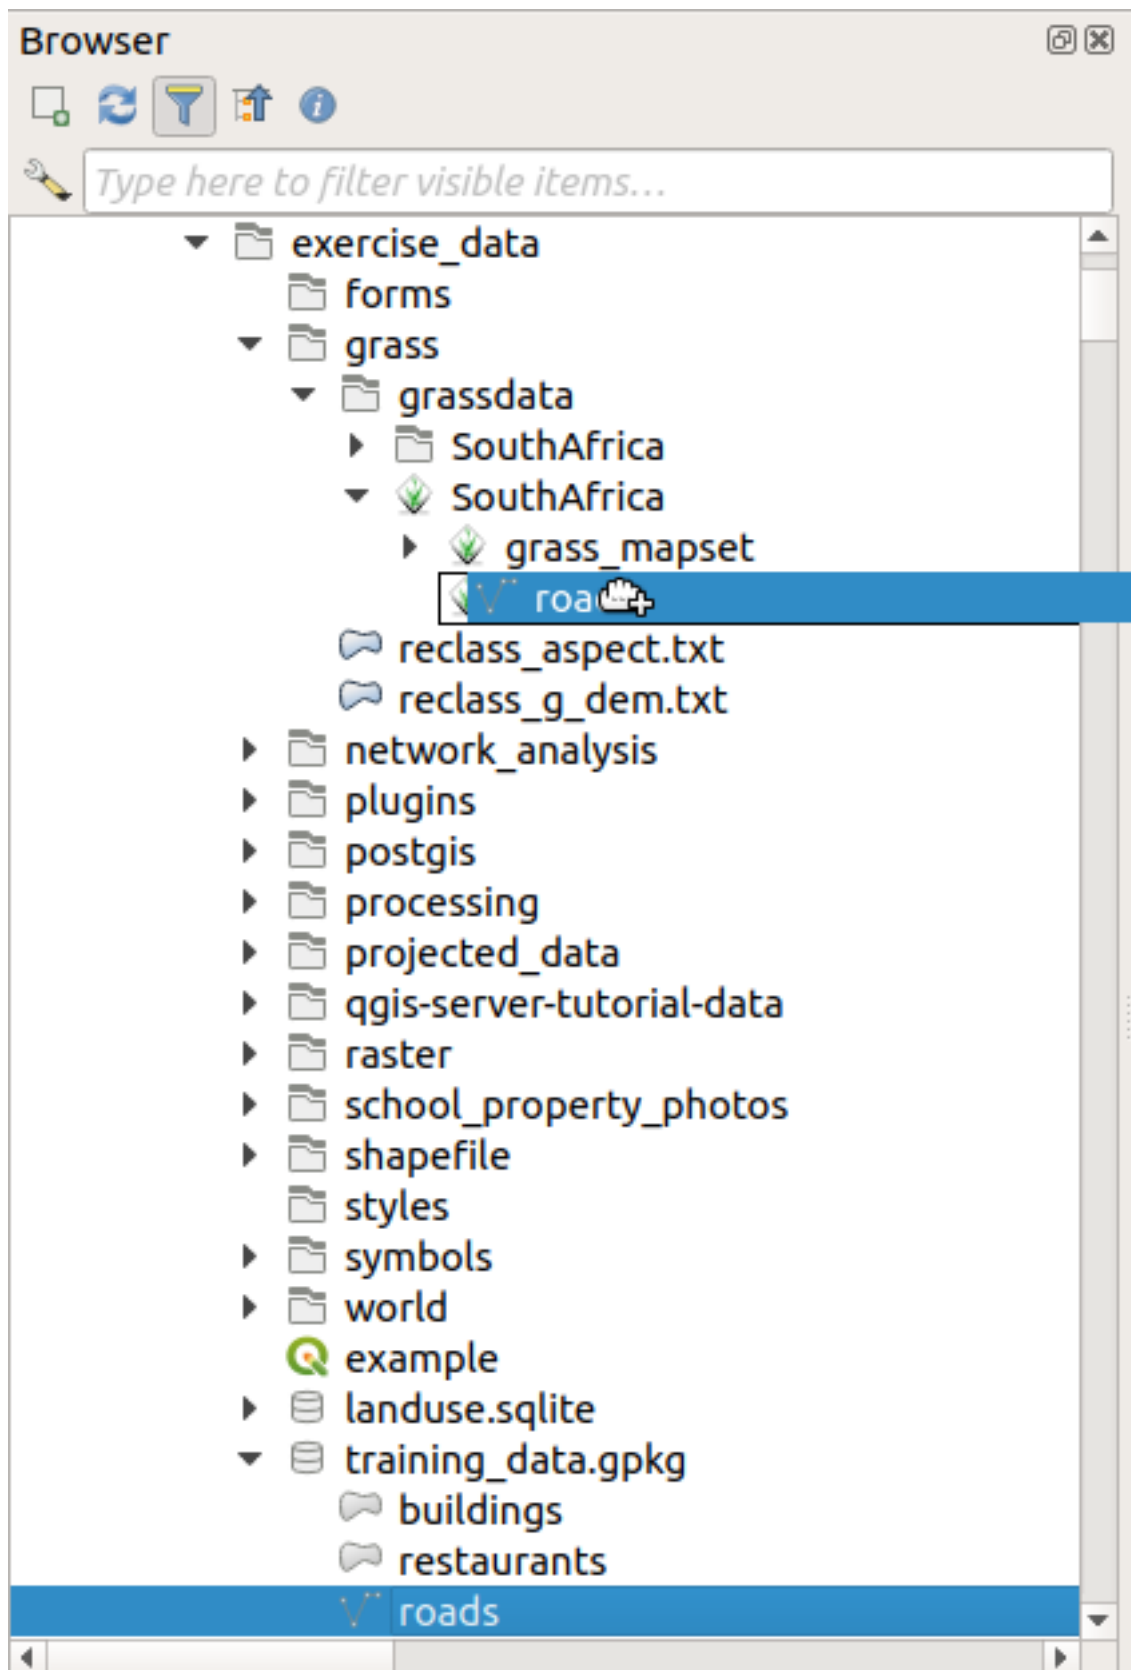 Browser
Type here to filter visible items...
exercise_data
forms
grass
grassdata
SouthAfrica
SouthAfrica
grass_mapset
reclass_aspect.txt
reclass_g_dem.txt
network_analysis
plugins
postgis
processing
projected_data
qgis-server-tutorial-data
raster
school_property_photos
shapefile
styles
symbols
world
example
landuse.sqlite
training_data.gpkg
buildings
restaurants
roads